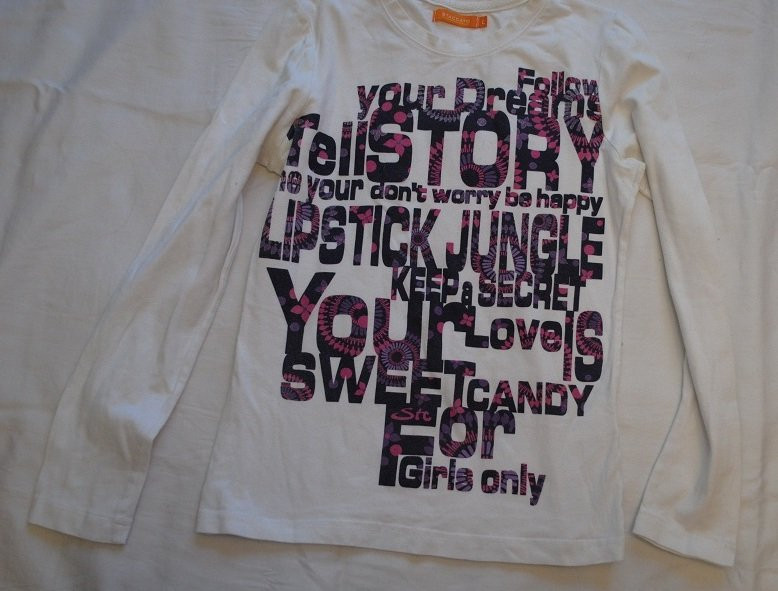 L
Follow
your Dreams
Tell STORY
me your don't worry be happy
LIPSTICK JUNGLE
KEEP a SECRET
Your Love IS
SWEET CANDY
For
Girls only